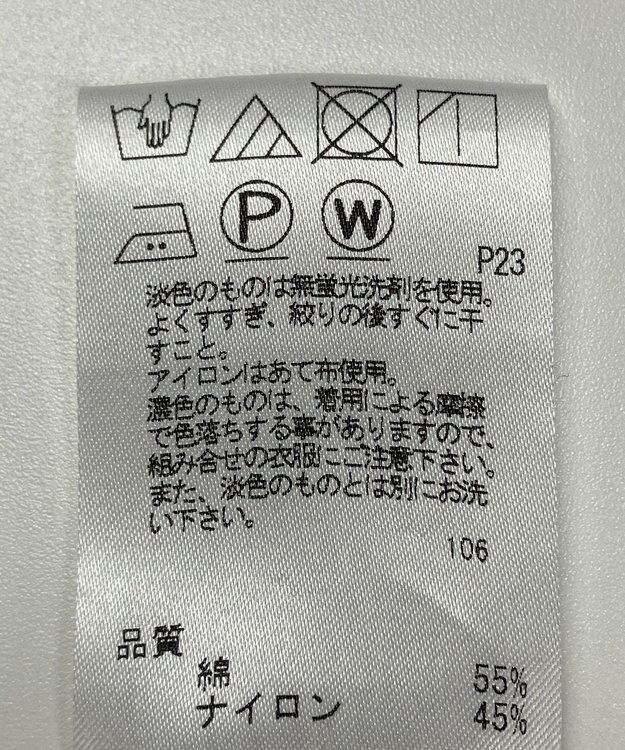 P W
P23
淡色のものは無蛍光洗剤を使用。
よくすすぎ、絞りの後すぐに干
すこと。
アイロンはあて布使用。
濃色のものは、着用による摩擦
で色落ちする事がありますので、
組み合せの衣服にご注意下さい。
また、淡色のものとは別にお洗
い下さい。
106
品質
綿 55%
ナイロン 45%